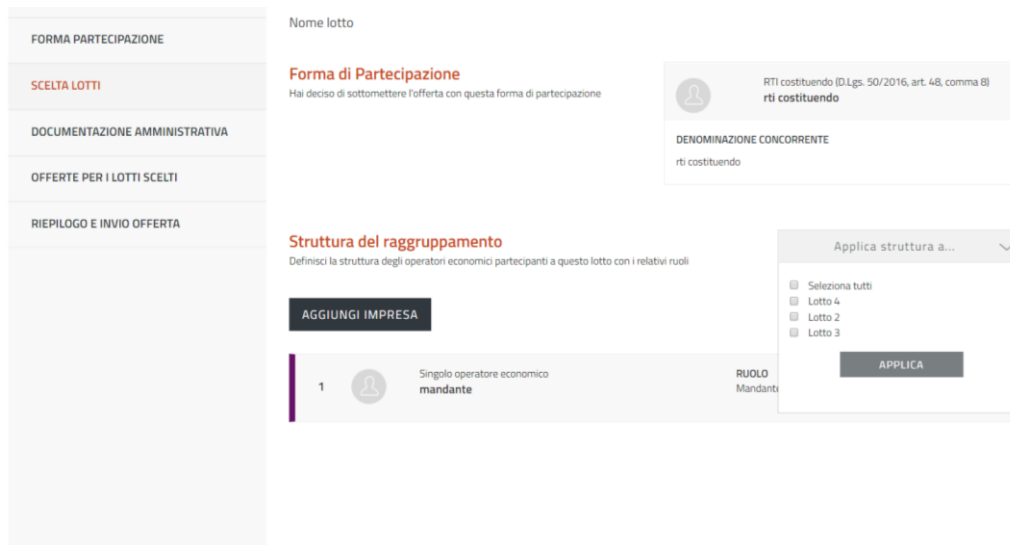 FORMA PARTECIPAZIONE
SCELTA LOTTI
DOCUMENTAZIONE AMMINISTRATIVA
OFFERTE PER I LOTTI SCELTI
RIEPILOGO E INVIO OFFERTA
Nome lotto
Forma di Partecipazione
Hai deciso di sottomettere l'offerta con questa forma di partecipazione
RTI costituendo (D.Lgs. 50/2016, art. 48, comma 8)
rti costituendo
DENOMINAZIONE CONCORRENTE
rti costituendo
Struttura del raggruppamento
Definisci la struttura degli operatori economici partecipanti a questo lotto con i relativi ruoli
Applica struttura a...
Seleziona tutti
Lotto 4
Lotto 2
Lotto 3
APPLICA
AGGIUNGI IMPRESA
1
Singolo operatore economico
mandante
RUOLO
Mandante